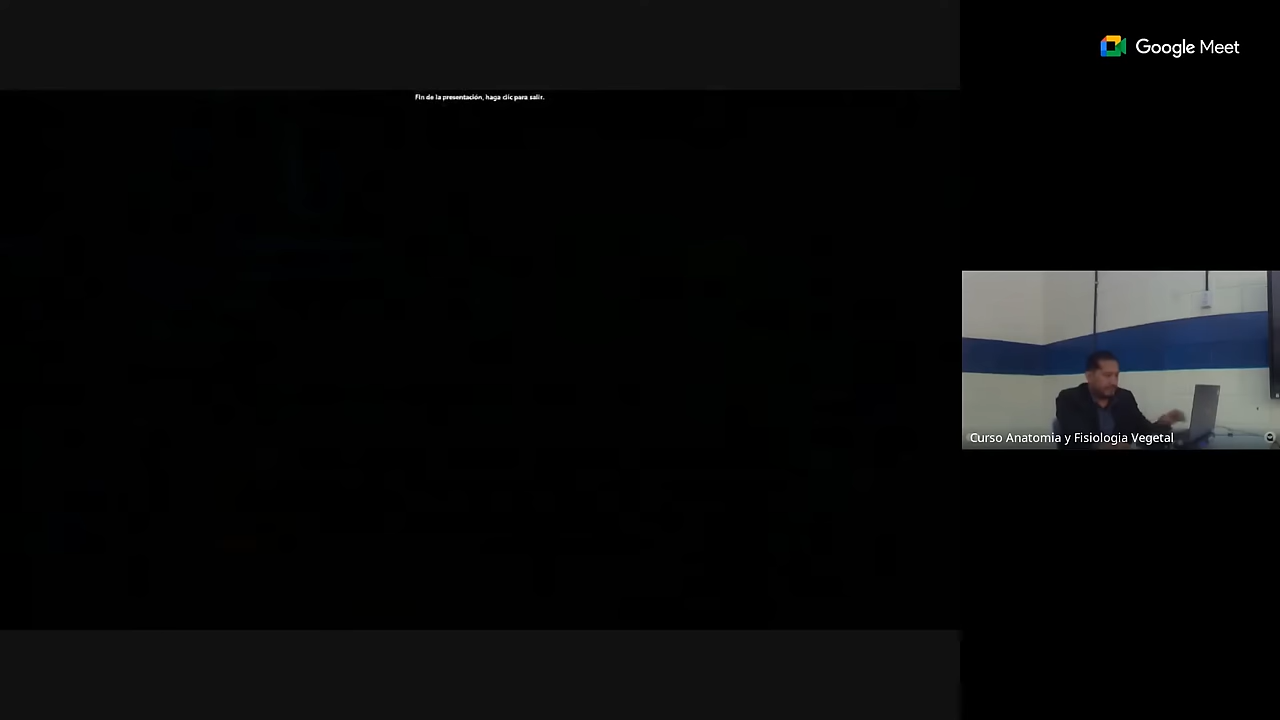 Fin de la presentación, haga clic para salir.
Google Meet
Curso Anatomia y Fisiologia Vegetal